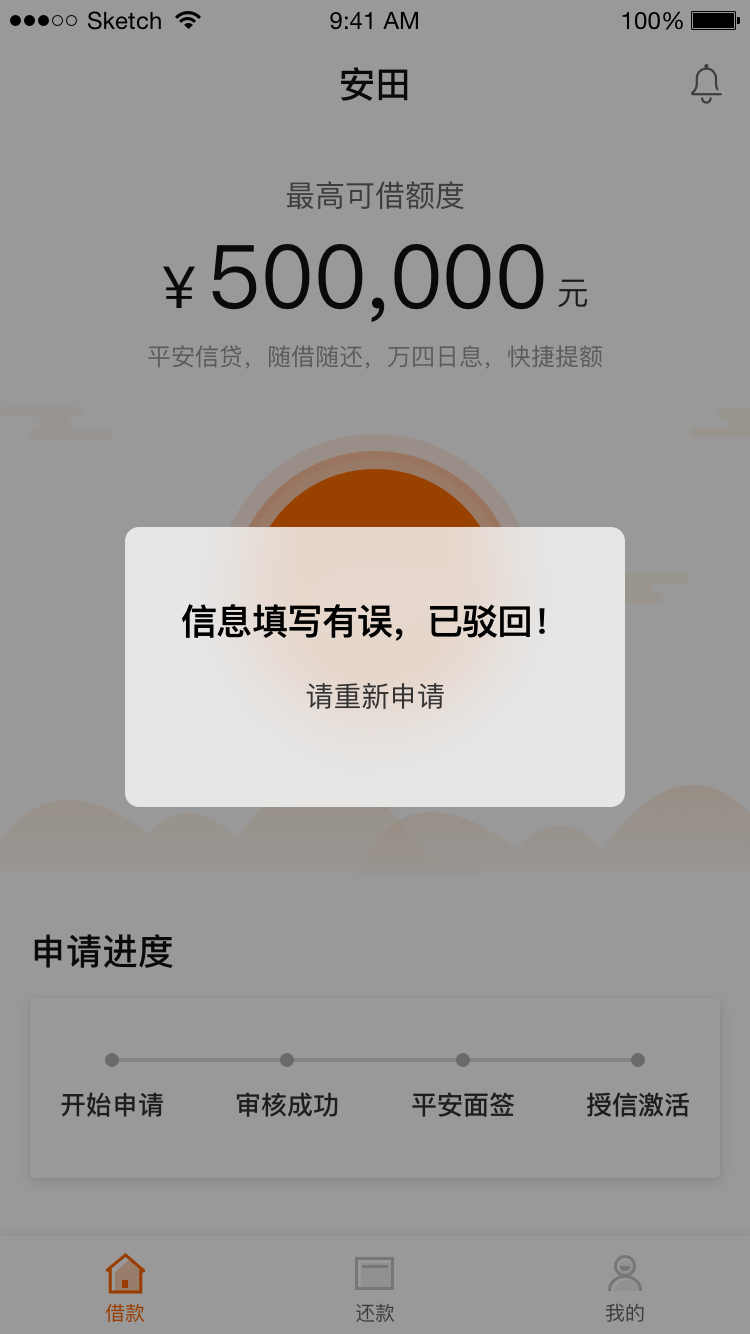 Sketch 9:41 AM 100%
安田
最高可借额度
¥500,000 元
平安信贷，随借随还，万四日息，快捷提额
信息填写有误，已驳回！
请重新申请
申请进度
开始申请 审核成功 平安面签 授信激活
借款 还款 我的